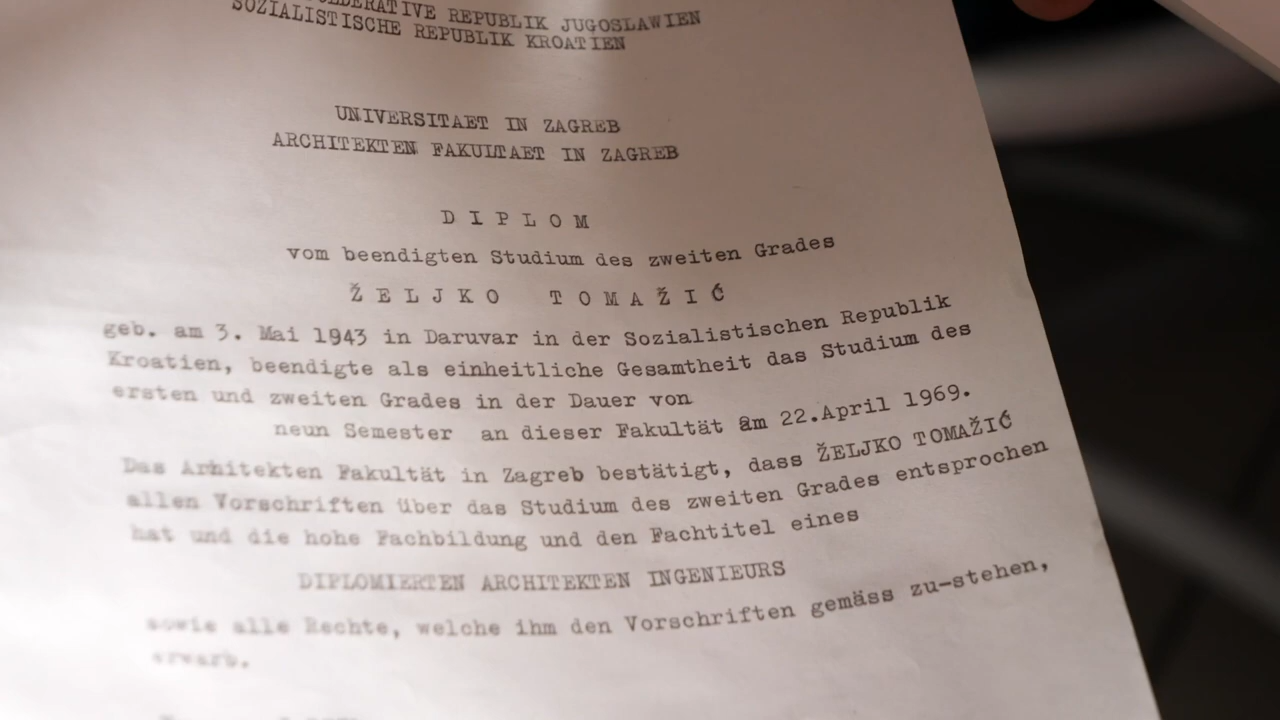 FÖDERATIVE REPUBLIK JUGOSLAWIEN
SOZIALISTISCHE REPUBLIK KROATIEN
UNIVERSITAET IN ZAGREB
ARCHITEKTEN FAKULTAET IN ZAGREB
D I P L O M
vom beendigten Studium des zweiten Grades
Ž E L J K O T O M A Ž I Ć
geb. am 3. Mai 1943 in Daruvar in der Sozialistischen Republik
Kroatien, beendigte als einheitliche Gesamtheit das Studium des
ersten und zweiten Grades in der Dauer von
neun Semester an dieser Fakultät am 22.April 1969.
Das Arhitekten Fakultät in Zagreb bestätigt, dass ŽELJKO TOMAŽIĆ
allen Vorschriften über das Studium des zweiten Grades entsprochen
hat und die hohe Fachbildung und den Fachtitel eines
DIPLOMIERTEN ARCHITEKTEN INGENIEURS
sowie alle Rechte, welche ihm den Vorschriften gemäss zu-stehen,
erwarb.